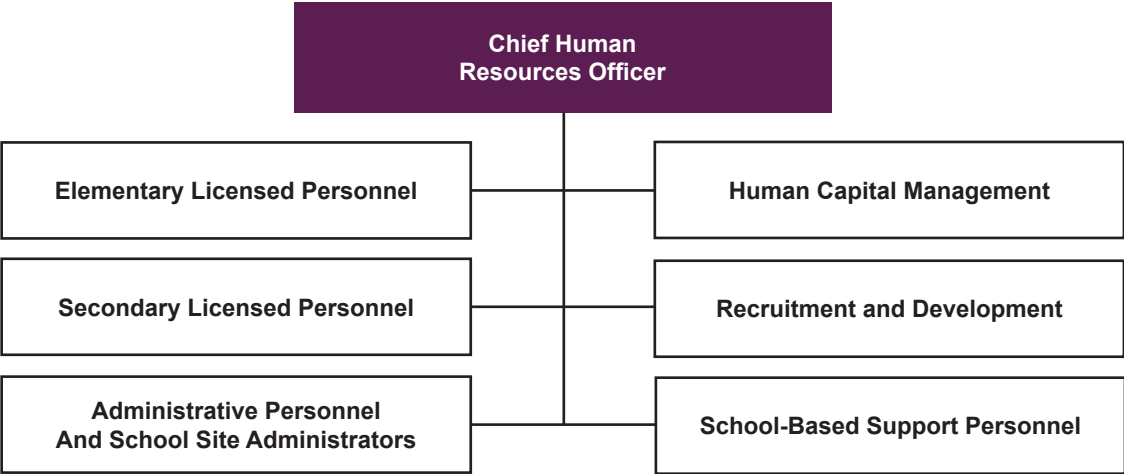 Chief Human
Resources Officer
Elementary Licensed Personnel
Human Capital Management
Secondary Licensed Personnel
Recruitment and Development
Administrative Personnel
And School Site Administrators
School-Based Support Personnel